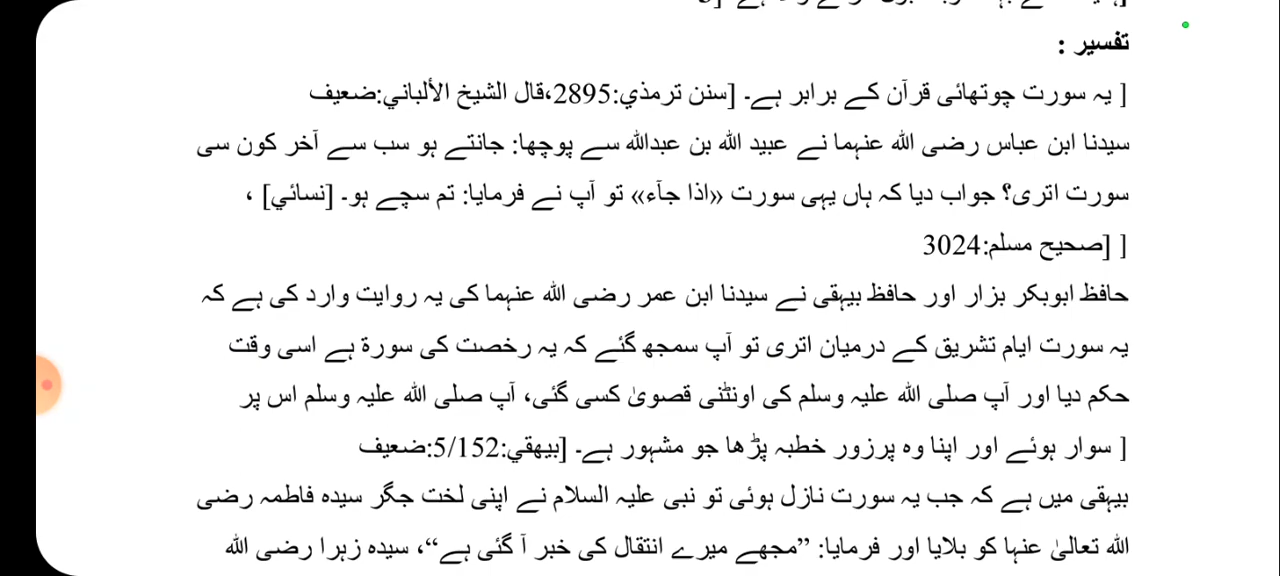 تفسیر :
[ یہ سورت چوتھائی قرآن کے برابر ہے۔ [سنن ترمذي:2895،قال الشيخ الألباني:ضعیف
سیدنا ابن عباس رضی اللہ عنہما نے عبید اللہ بن عبداللہ سے پوچھا: جانتے ہو سب سے آخر کون سی
سورت اتری؟ جواب دیا کہ ہاں یہی سورت «اذا جآء» تو آپ نے فرمایا: تم سچے ہو۔ [نسائي] ،
[ [صحیح مسلم:3024
حافظ ابوبکر بزار اور حافظ بیہقی نے سیدنا ابن عمر رضی اللہ عنہما کی یہ روایت وارد کی ہے کہ
یہ سورت ایام تشریق کے درمیان اتری تو آپ سمجھ گئے کہ یہ رخصت کی سورۃ ہے اسی وقت
حکم دیا اور آپ صلی اللہ علیہ وسلم کی اونٹنی قصویٰ کسی گئی، آپ صلی اللہ علیہ وسلم اس پر
[ سوار ہوئے اور اپنا وہ پرزور خطبہ پڑھا جو مشہور ہے۔ [بیهقي:5/152:ضعیف
بیہقی میں ہے کہ جب یہ سورت نازل ہوئی تو نبی علیہ السلام نے اپنی لخت جگر سیدہ فاطمہ رضی
اللہ تعالیٰ عنہا کو بلایا اور فرمایا: ”مجھے میرے انتقال کی خبر آ گئی ہے“، سیدہ زہرا رضی اللہ